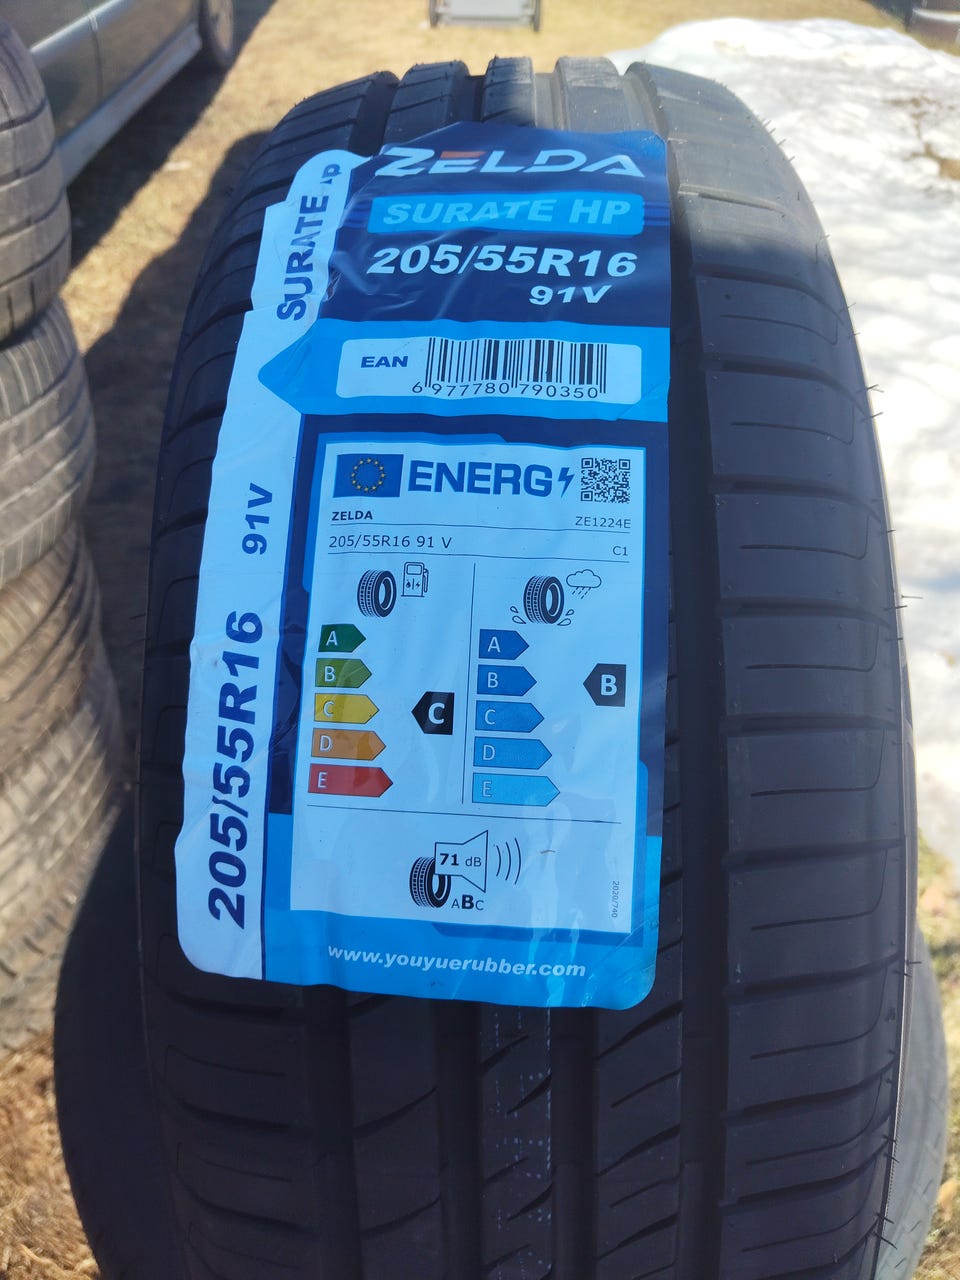 ZELDA
SURATE HP
205/55R16
91V
EAN
6 977780 790350
ENERG
ZELDA
ZE1224E
205/55R16 91 V
C1
A
B
C
D
E
C
A
B
C
D
E
B
71 dB
ABC
2020/740
www.youyuerubber.com
SURATE HP
91V
205/55R16